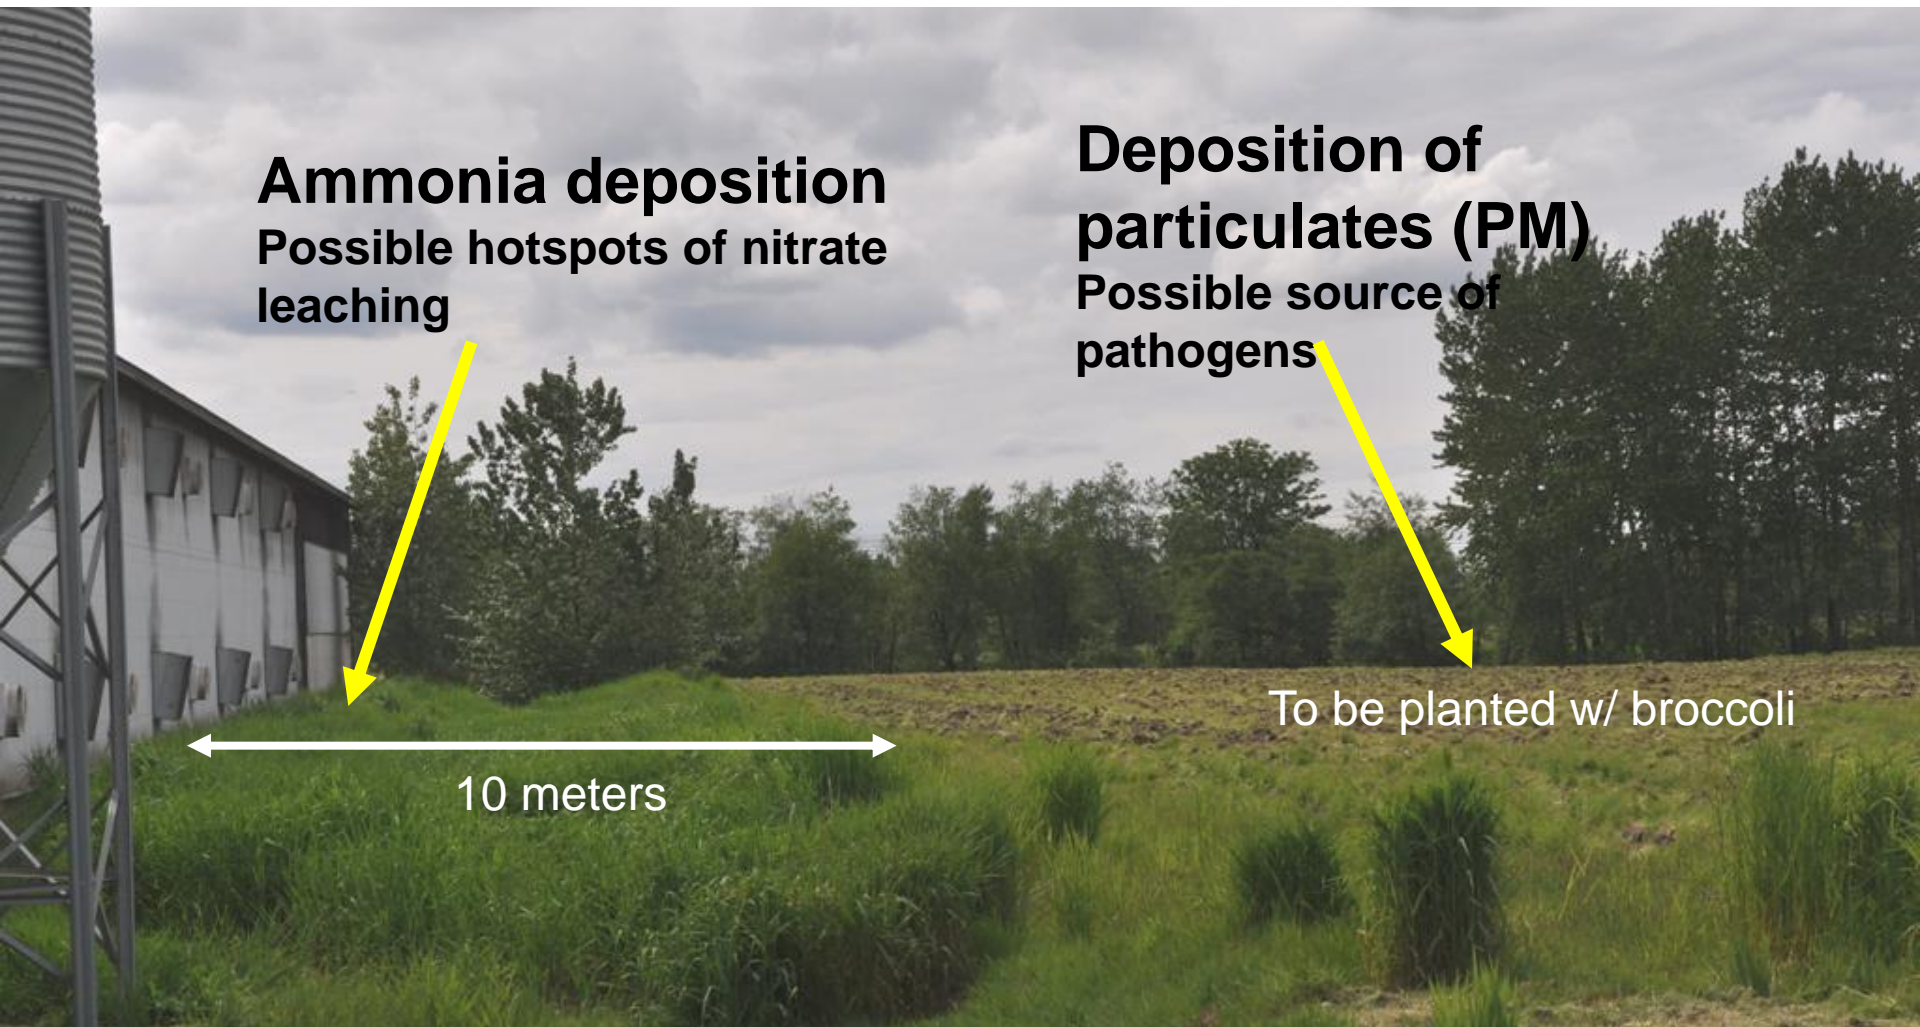 Ammonia deposition
Possible hotspots of nitrate
leaching
Deposition of
particulates (PM)
Possible source of
pathogens
To be planted w/ broccoli
10 meters